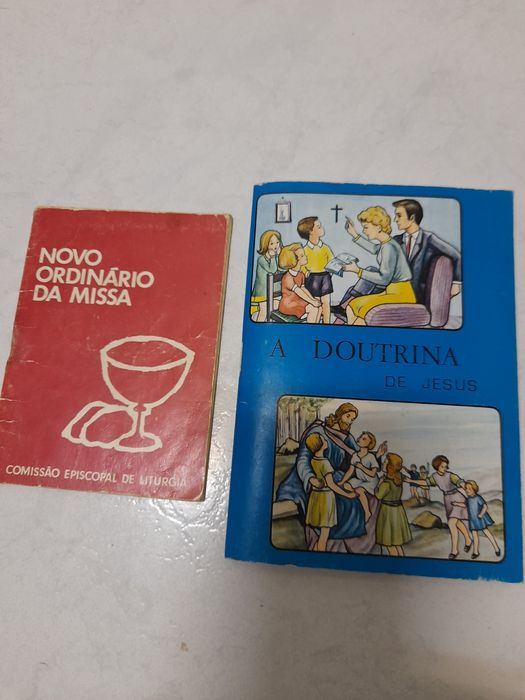 NOVO
ORDINÁRIO
DA MISSA
COMISSÃO EPISCOPAL DE LITURGIA
A DOUTRINA
DE JESUS